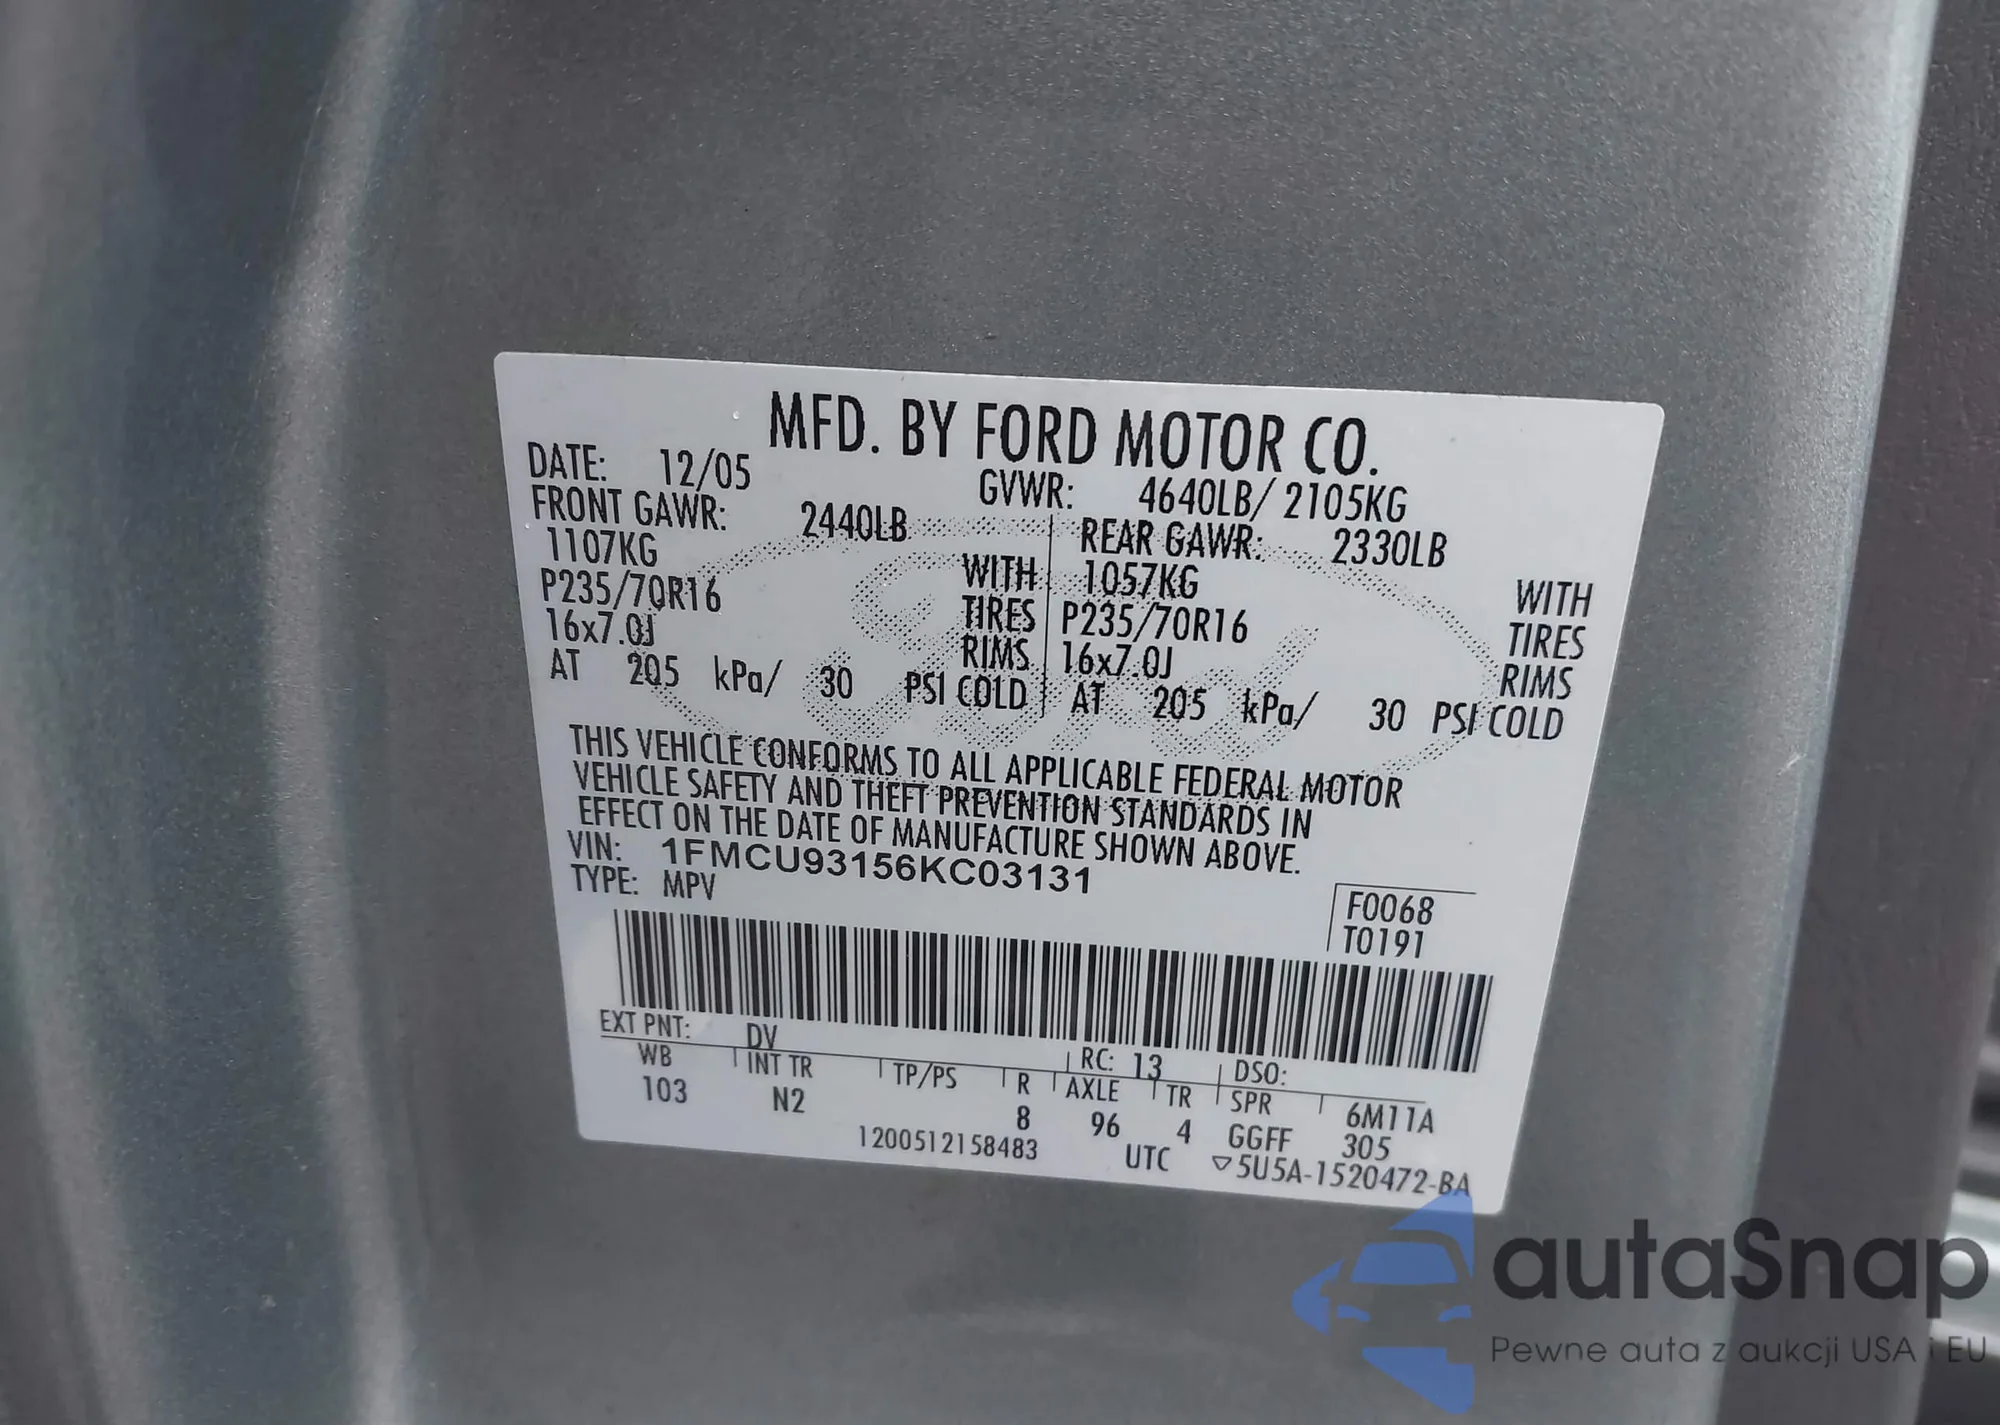 MFD. BY FORD MOTOR CO.
DATE: 12/05 GVWR: 4640LB/ 2105KG
FRONT GAWR: 2440LB REAR GAWR: 2330LB
1107KG WITH 1057KG WITH
P235/70R16 TIRES P235/70R16 TIRES
16x7.0J RIMS 16x7.0J RIMS
AT 205 kPa/ 30 PSI COLD AT 205 kPa/ 30 PSI COLD
THIS VEHICLE CONFORMS TO ALL APPLICABLE FEDERAL MOTOR
VEHICLE SAFETY AND THEFT PREVENTION STANDARDS IN
EFFECT ON THE DATE OF MANUFACTURE SHOWN ABOVE.
VIN: 1FMCU93156KC03131
TYPE: MPV
F0068
T0191
EXT PNT: DV RC: 13 DSO:
WB INT TR TP/PS R AXLE TR SPR 6M11A
103 N2 8 96 4 GGFF 305
1200512158483 UTC ▽5U5A-1520472-BA
Ford
autaSnap
Pewne auta z aukcji USA i EU